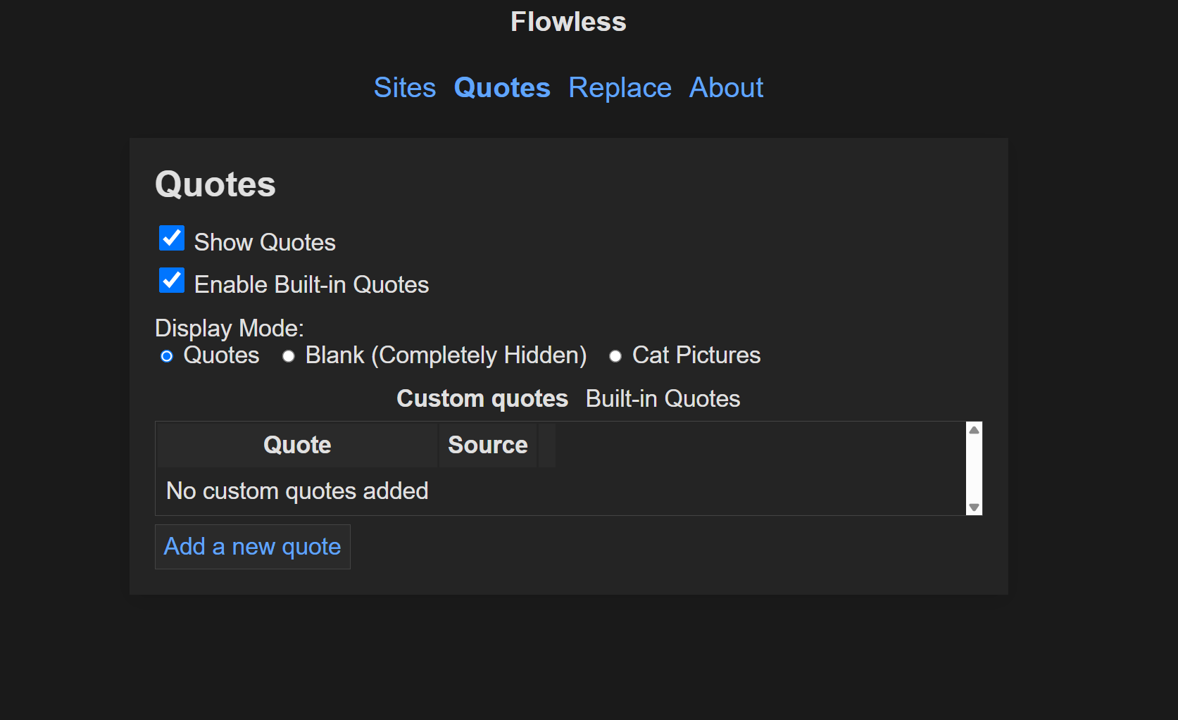 Flowless
Sites Quotes Replace About
Quotes
Show Quotes
Enable Built-in Quotes
Display Mode:
Quotes Blank (Completely Hidden) Cat Pictures
Custom quotes Built-in Quotes
Quote Source
No custom quotes added
Add a new quote